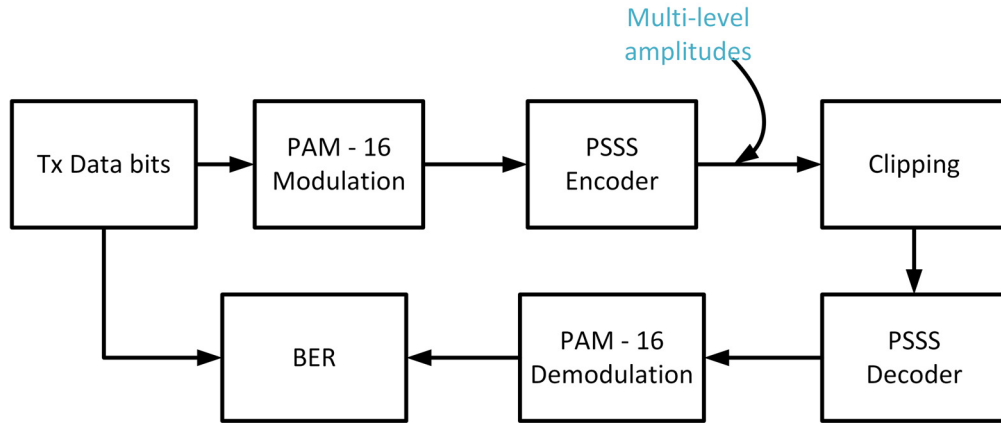 Multi-level
amplitudes
Tx Data bits
PAM - 16
Modulation
PSSS
Encoder
Clipping
BER
PAM - 16
Demodulation
PSSS
Decoder